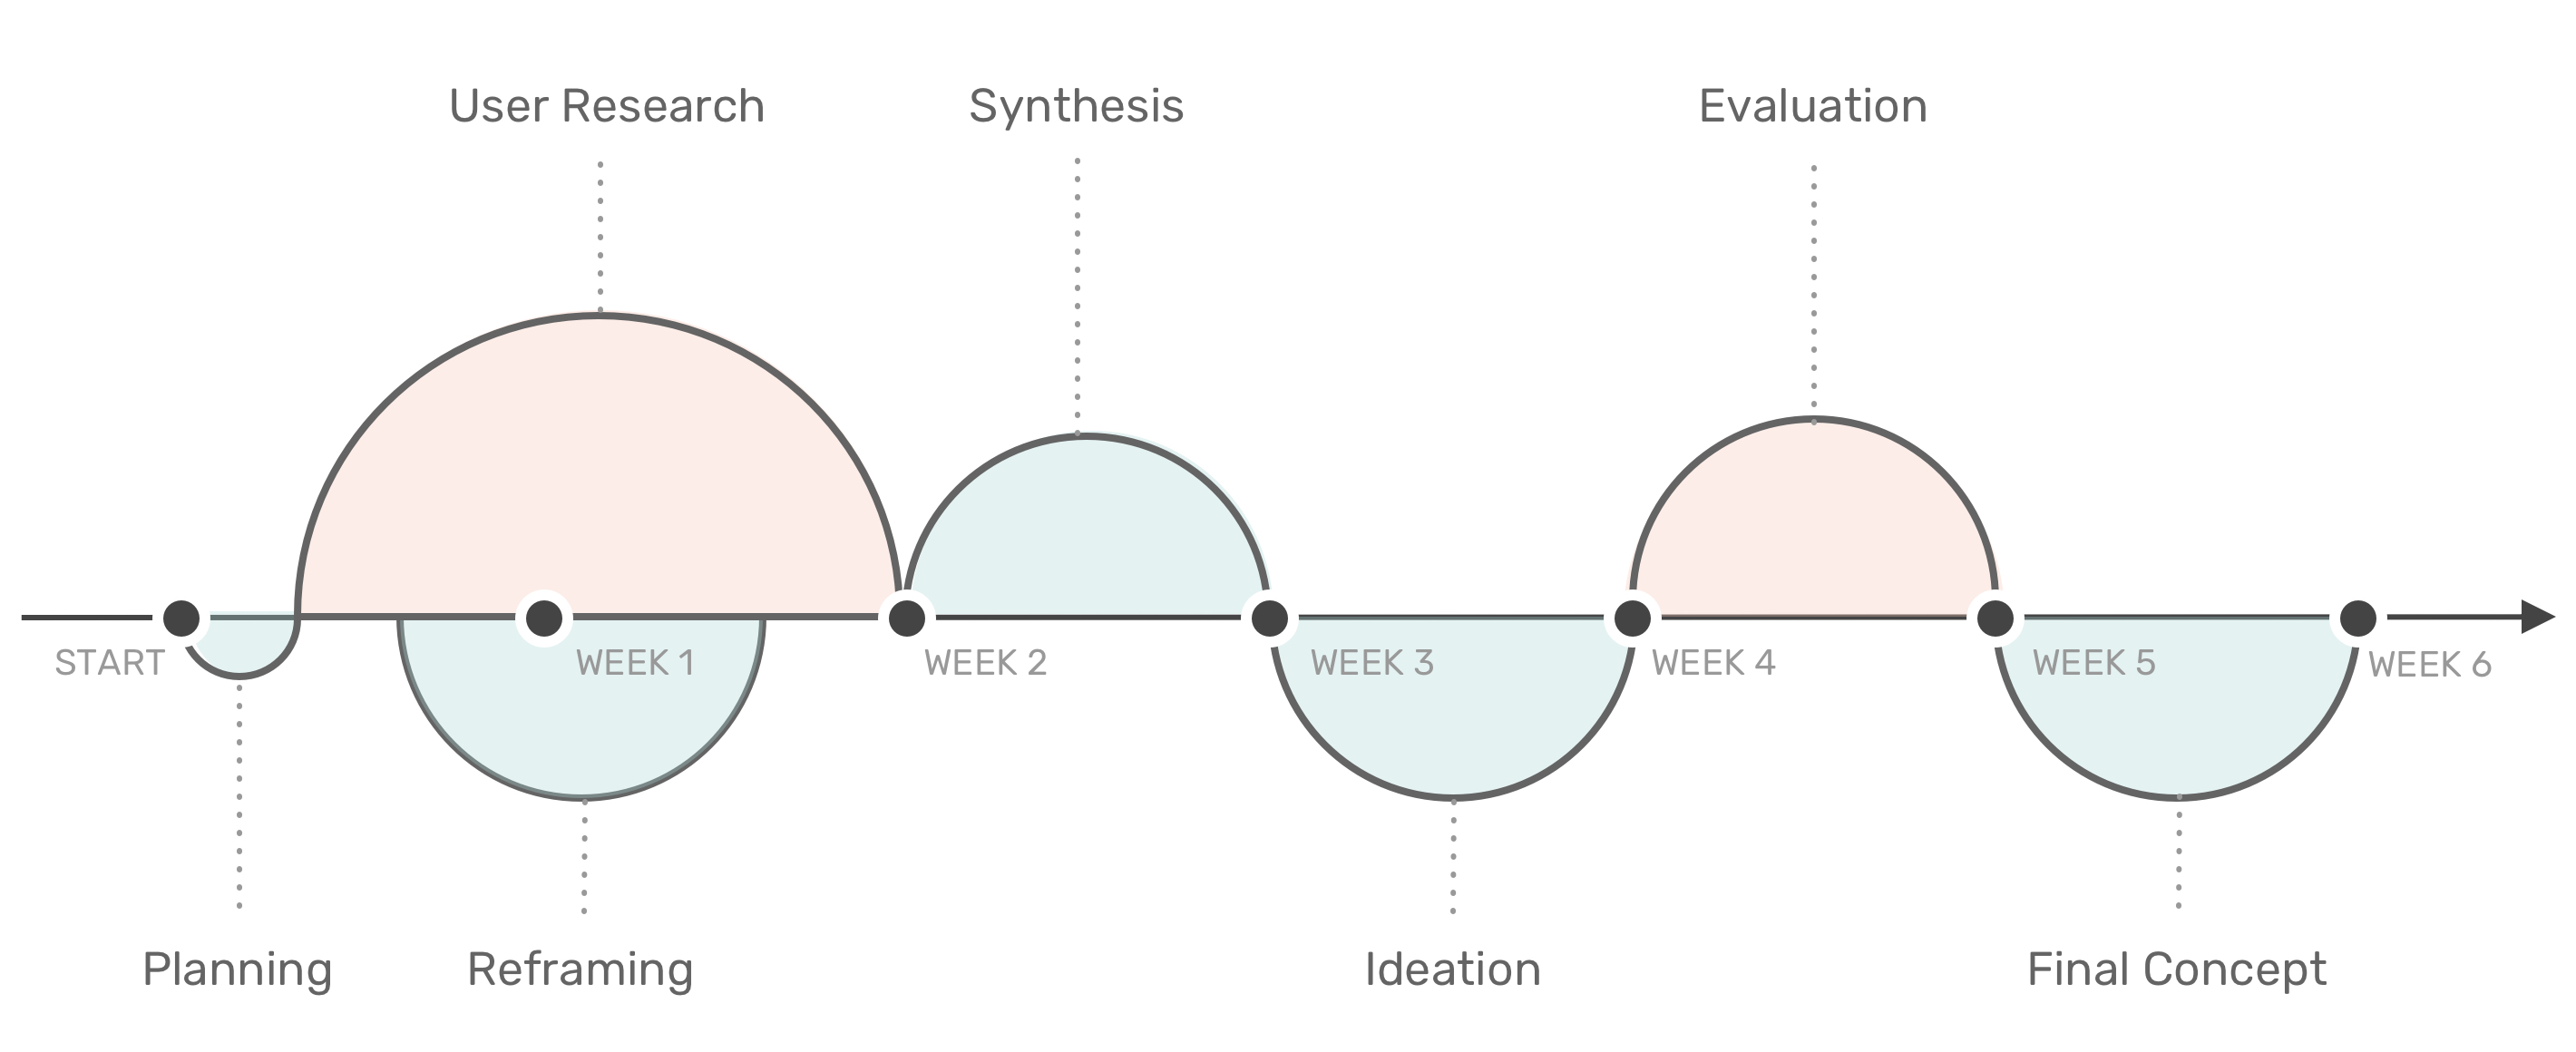 User Research
Synthesis
Evaluation
START
WEEK 1
WEEK 2
WEEK 3
WEEK 4
WEEK 5
WEEK 6
Planning
Reframing
Ideation
Final Concept